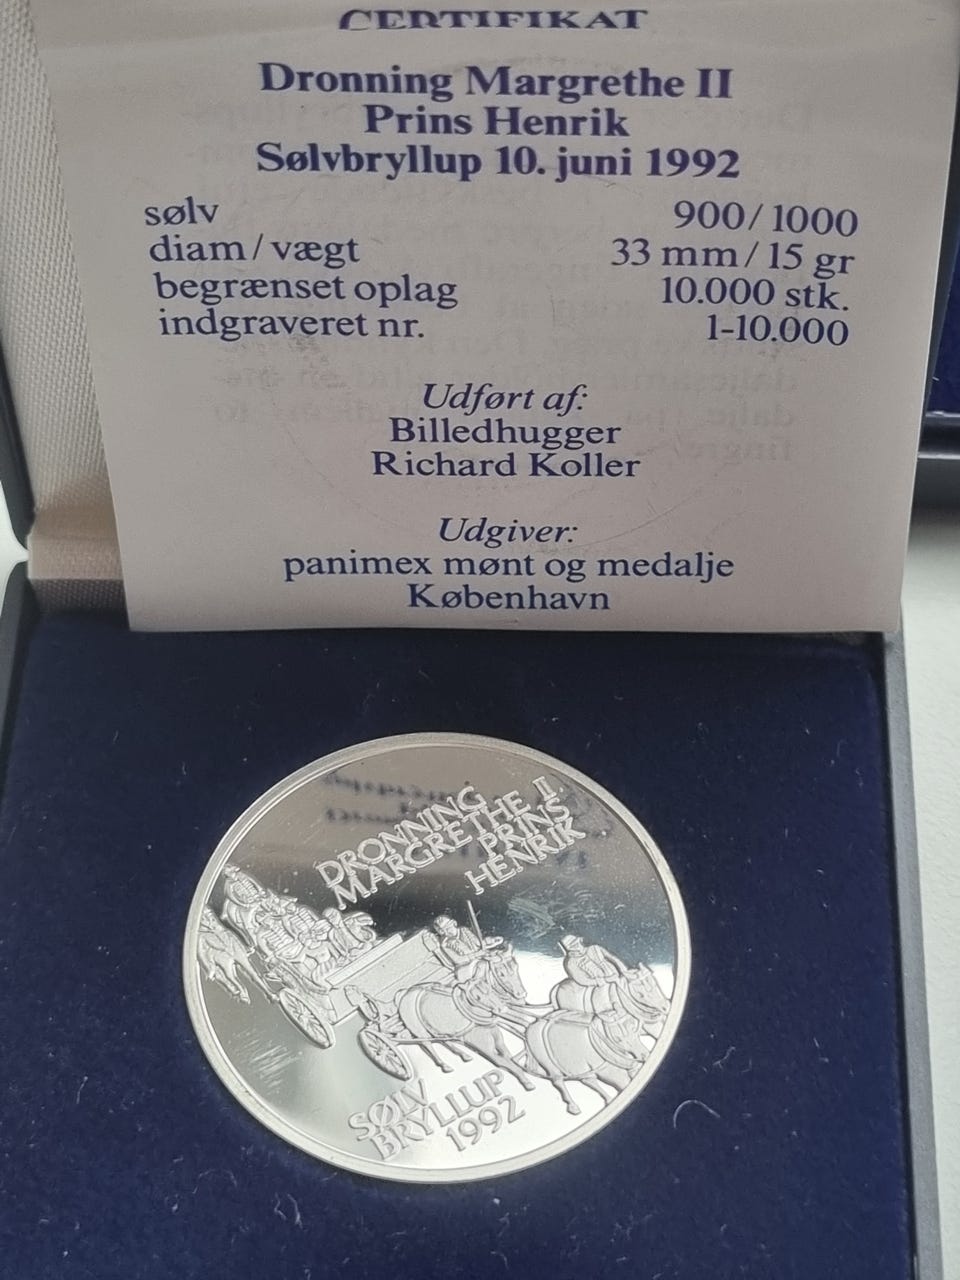 CERTIFIKAT
Dronning Margrethe II
Prins Henrik
Sølvbryllup 10. juni 1992
sølv 900/1000
diam/vægt 33 mm/15 gr
begrænset oplag 10.000 stk.
indgraveret nr. 1-10.000
Udført af:
Billedhugger
Richard Koller
Udgiver:
panimex mønt og medalje
København
DRONNING
MARGRETHE II.
PRINS
HENRIK
SØLV
BRYLLUP
1992